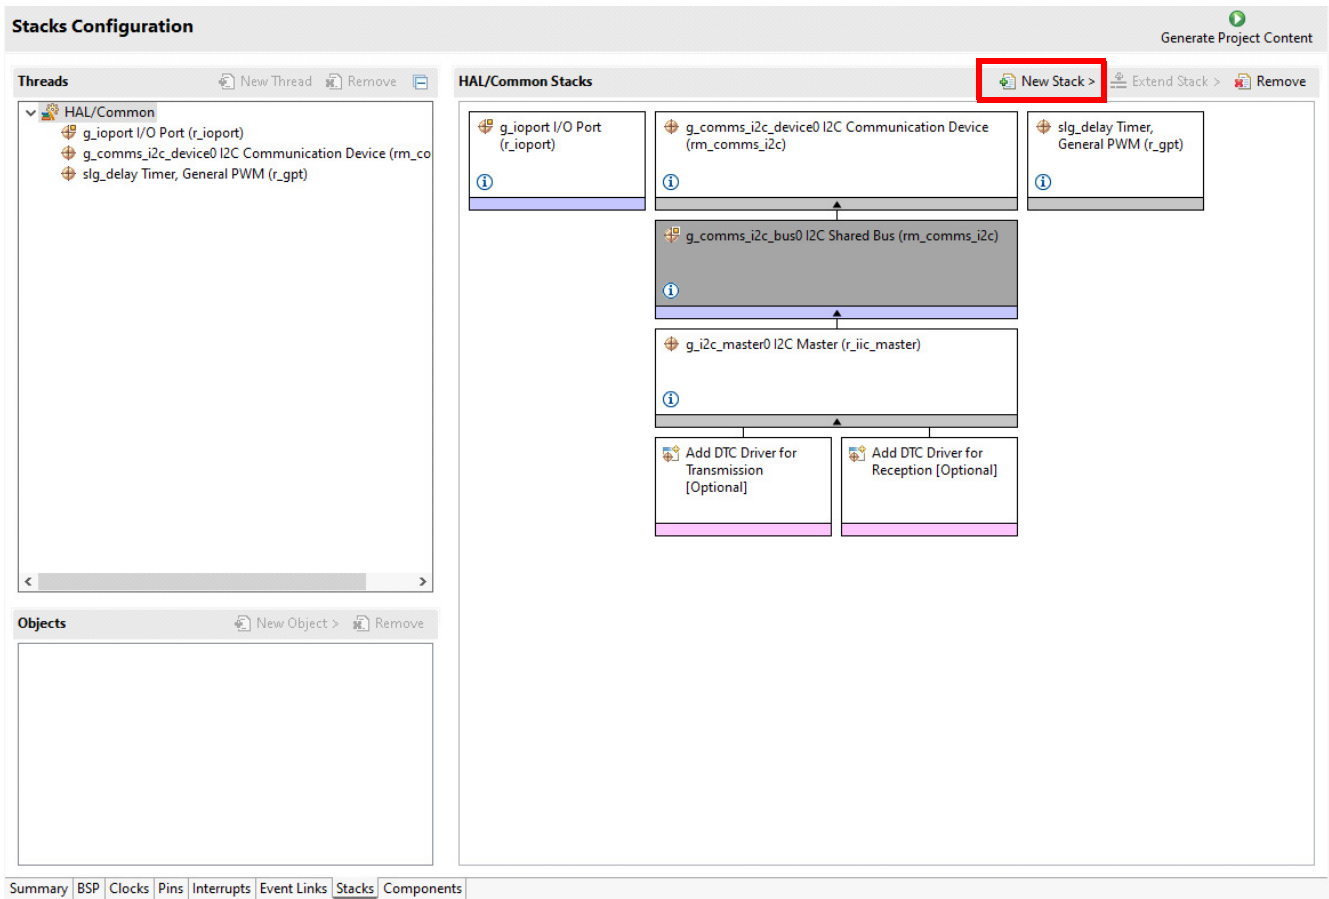 Stacks Configuration
Generate Project Content
Threads
New Thread
Remove
HAL/Common
g_ioport I/O Port (r_ioport)
g_comms_i2c_device0 I2C Communication Device (rm_co
slg_delay Timer, General PWM (r_gpt)
Objects
New Object >
Remove
HAL/Common Stacks
New Stack >
Extend Stack >
Remove
g_ioport I/O Port
(r_ioport)
g_comms_i2c_device0 I2C Communication Device
(rm_comms_i2c)
slg_delay Timer,
General PWM (r_gpt)
g_comms_i2c_bus0 I2C Shared Bus (rm_comms_i2c)
g_i2c_master0 I2C Master (r_iic_master)
Add DTC Driver for
Transmission
[Optional]
Add DTC Driver for
Reception [Optional]
Summary BSP Clocks Pins Interrupts Event Links Stacks Components